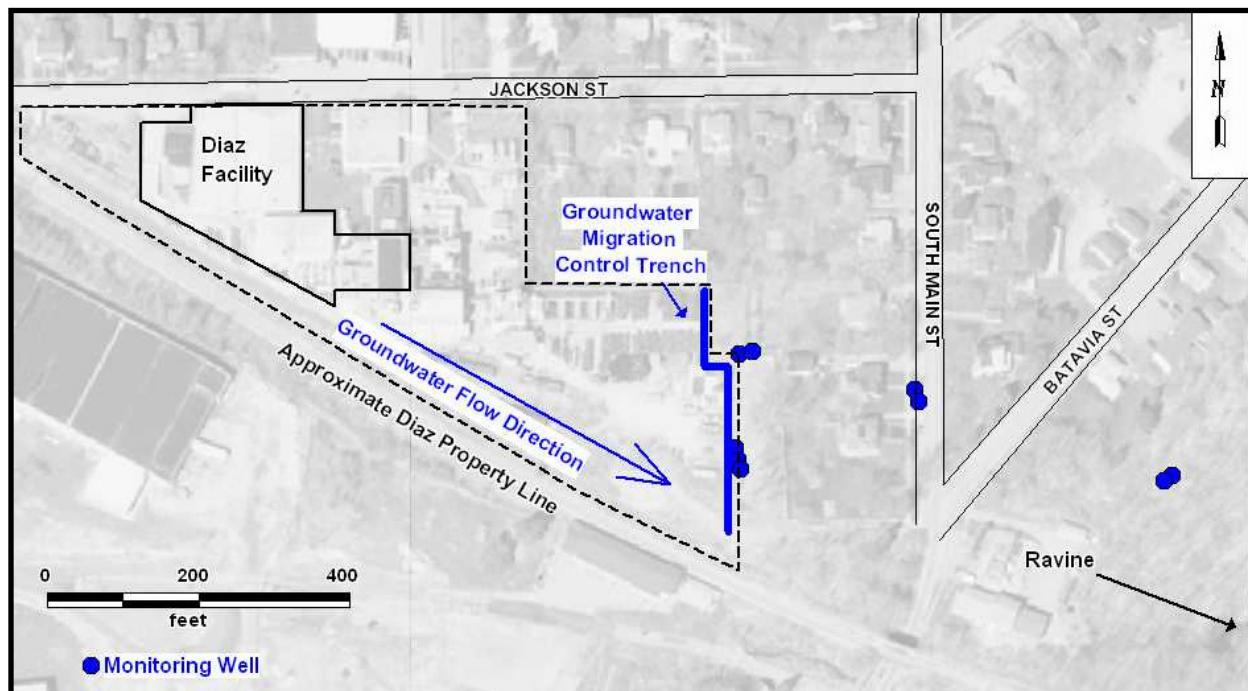 JACKSON ST
N
Diaz
Facility
Groundwater
Migration
Control Trench
SOUTH MAIN ST
BATAVIA ST
Groundwater Flow Direction
Approximate Diaz Property Line
Ravine
0 200 400
feet
Monitoring Well